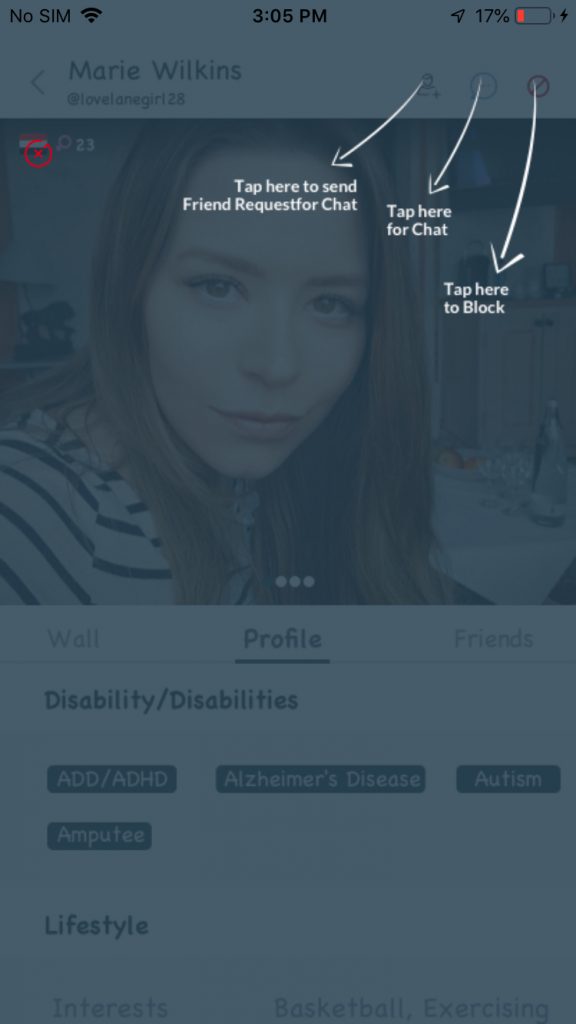 No SIM 3:05 PM 17%
Marie Wilkins
@lovelanegirl28
23
Tap here to send
Friend Requestfor Chat
Tap here
for Chat
Tap here
to Block
Wall Profile Friends
Disability/Disabilities
ADD/ADHD Alzheimer's Disease Autism
Amputee
Lifestyle
Interests Basketball, Exercising